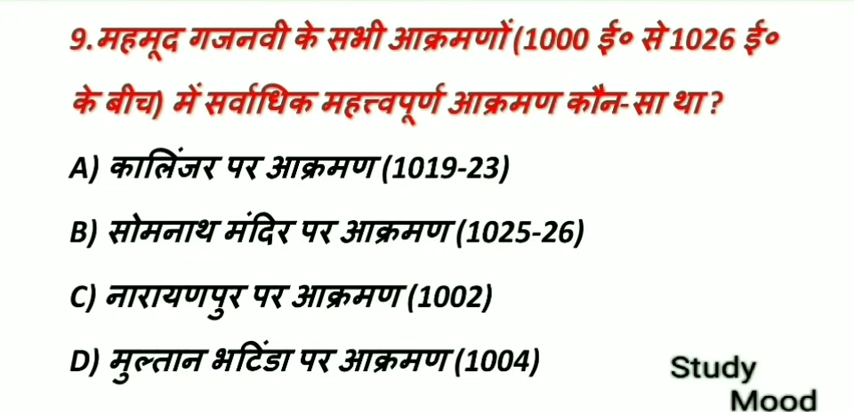 9.महमूद गजनवी के सभी आक्रमणों (1000 ई० से 1026 ई०
के बीच) में सर्वाधिक महत्त्वपूर्ण आक्रमण कौन-सा था ?
A) कालिंजर पर आक्रमण (1019-23)
B) सोमनाथ मंदिर पर आक्रमण (1025-26)
C) नारायणपुर पर आक्रमण (1002)
D) मुल्तान भटिंडा पर आक्रमण (1004)
Study
Mood